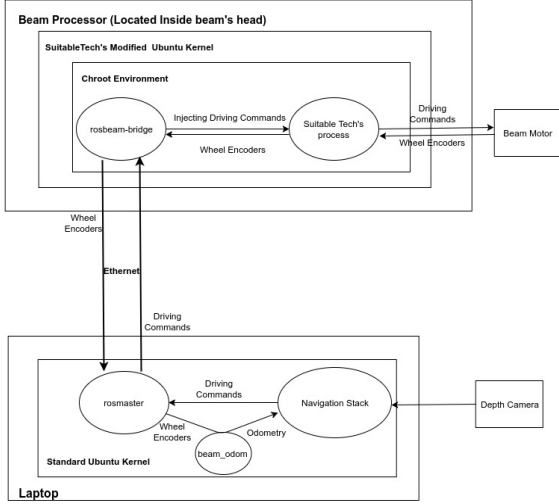 Beam Processor (Located Inside beam's head)
SuitableTech's Modified Ubuntu Kernel
Chroot Environment
rosbeam-bridge
Injecting Driving Commands
Wheel Encoders
Suitable Tech's
process
Driving
Commands
Wheel Encoders
Beam Motor
Wheel
Encoders
Ethernet
Driving
Commands
rosmaster
Driving
Commands
Navigation Stack
Depth Camera
Wheel
Encoders
Odometry
beam_odom
Standard Ubuntu Kernel
Laptop